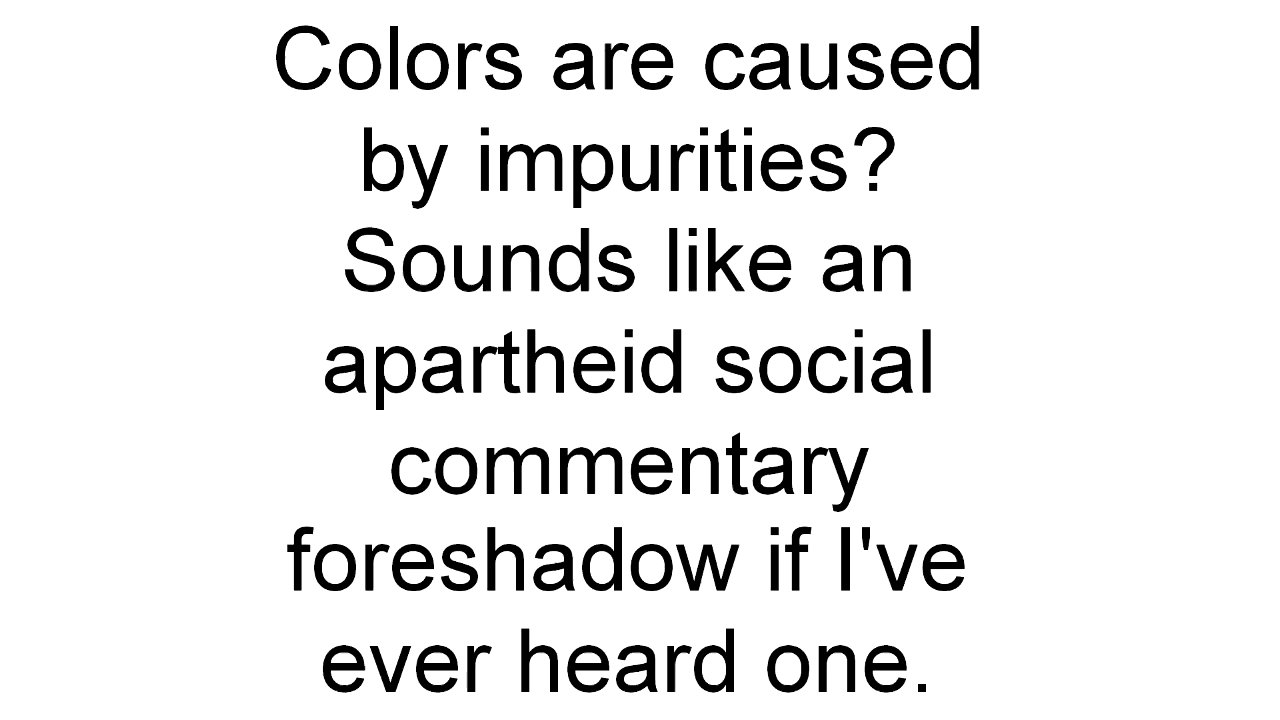 Colors are caused
by impurities?
Sounds like an
apartheid social
commentary
foreshadow if I've
ever heard one.